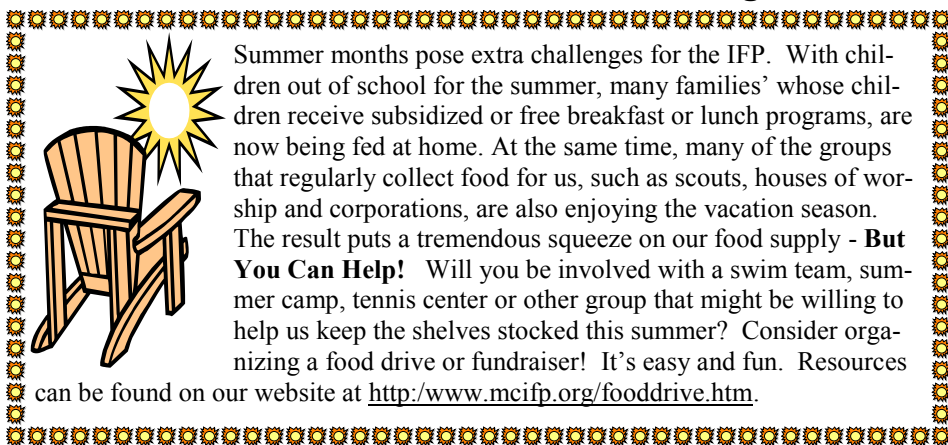 Summer months pose extra challenges for the IFP.  With chil-
dren out of school for the summer, many families’ whose chil-
dren receive subsidized or free breakfast or lunch programs, are
now being fed at home. At the same time, many of the groups
that regularly collect food for us, such as scouts, houses of wor-
ship and corporations, are also enjoying the vacation season.
The result puts a tremendous squeeze on our food supply - But
You Can Help!   Will you be involved with a swim team, sum-
mer camp, tennis center or other group that might be willing to
help us keep the shelves stocked this summer?  Consider orga-
nizing a food drive or fundraiser!  It’s easy and fun.  Resources
can be found on our website at http:/www.mcifp.org/fooddrive.htm.